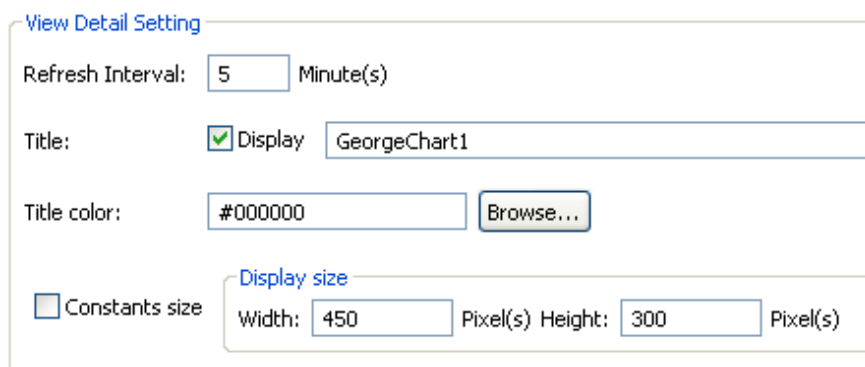 View Detail Setting
Refresh Interval: 5 Minute(s)
Title: Display GeorgeChart1
Title color: #000000 Browse...
Display size
Constants size Width: 450 Pixel(s) Height: 300 Pixel(s)